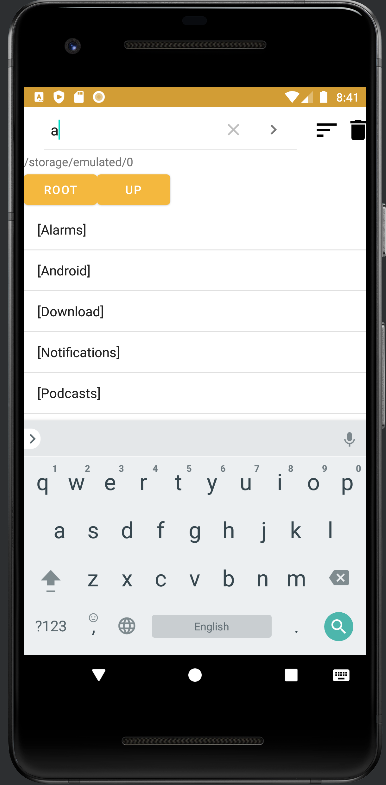 8:41
a
/storage/emulated/0
ROOT UP
[Alarms]
[Android]
[Download]
[Notifications]
[Podcasts]
1 2 3 4 5 6 7 8 9 0
q w e r t y u i o p
a s d f g h j k l
z x c v b n m
?123 , English .